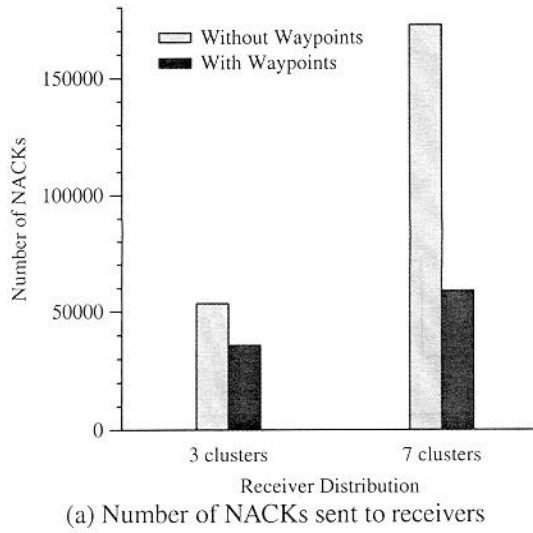 Without Waypoints
With Waypoints
150000
100000
50000
0
Number of NACKs
3 clusters
7 clusters
Receiver Distribution
(a) Number of NACKs sent to receivers